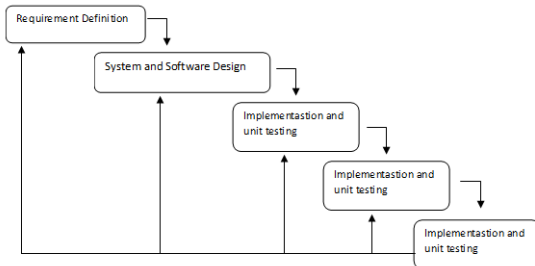 Requirement Definition
System and Software Design
Implementastion and
unit testing
Implementastion and
unit testing
Implementastion and
unit testing